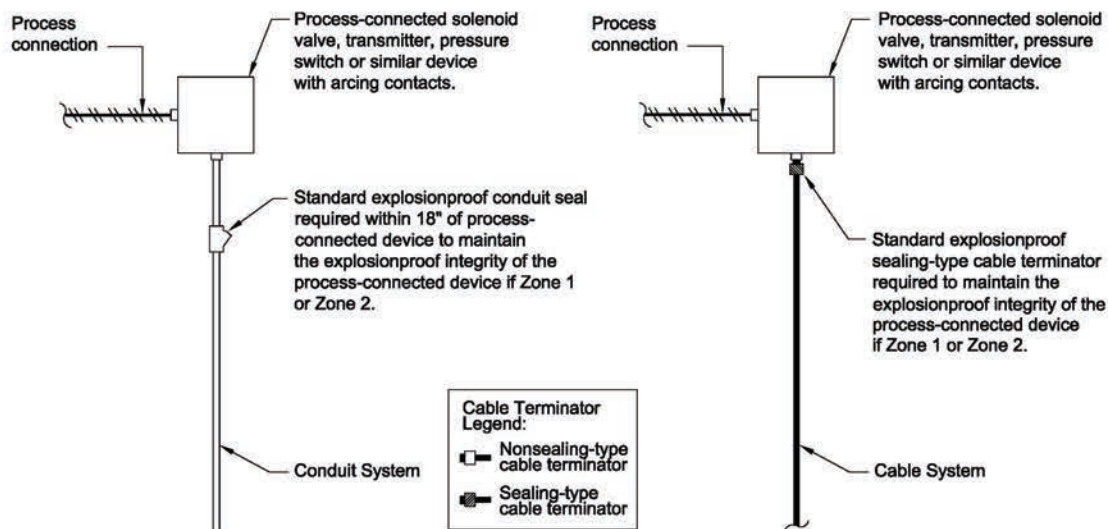 Process
connection
Process-connected solenoid
valve, transmitter, pressure
switch or similar device
with arcing contacts.
Standard explosionproof conduit seal
required within 18" of process-
connected device to maintain
the explosionproof integrity of the
process-connected device if Zone 1
or Zone 2.
Conduit System
Cable Terminator
Legend:
Nonsealing-type
cable terminator
Sealing-type
cable terminator
Process
connection
Process-connected solenoid
valve, transmitter, pressure
switch or similar device
with arcing contacts.
Standard explosionproof
sealing-type cable terminator
required to maintain the
explosionproof integrity of the
process-connected device
if Zone 1 or Zone 2.
Cable System